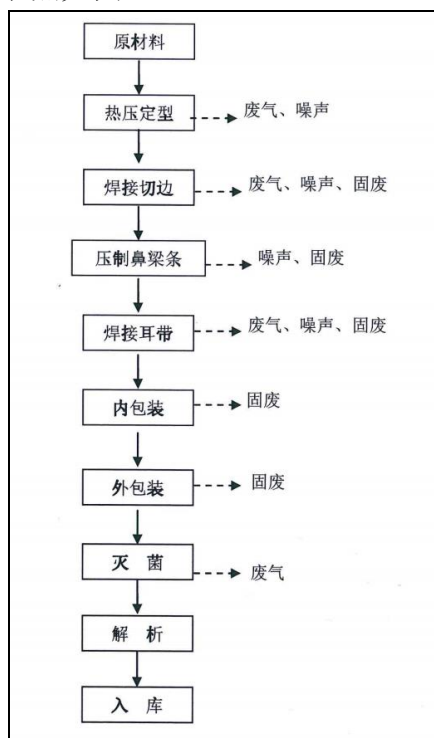 原材料
热压定型
废气、噪声
焊接切边
废气、噪声、固废
压制鼻梁条
噪声、固废
焊接耳带
废气、噪声、固废
内包装
固废
外包装
固废
灭 菌
废气
解 析
入 库